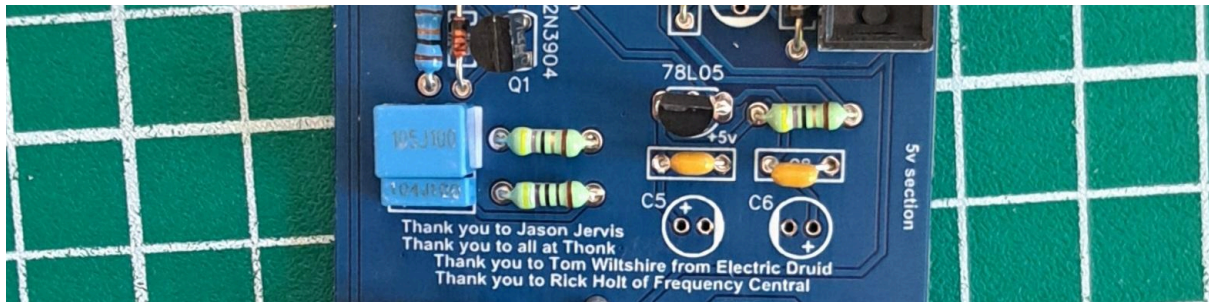 2N3904
Q1
78L05
+5v
105J100
C5
C6
5v section
Thank you to Jason Jervis
Thank you to all at Thonk
Thank you to Tom Wiltshire from Electric Druid
Thank you to Rick Holt of Frequency Central